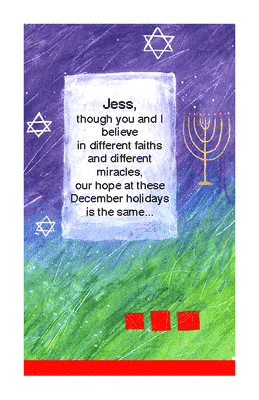 Jess,
though you and I
believe
in different faiths
and different
miracles,
our hope at these
December holidays
is the same...